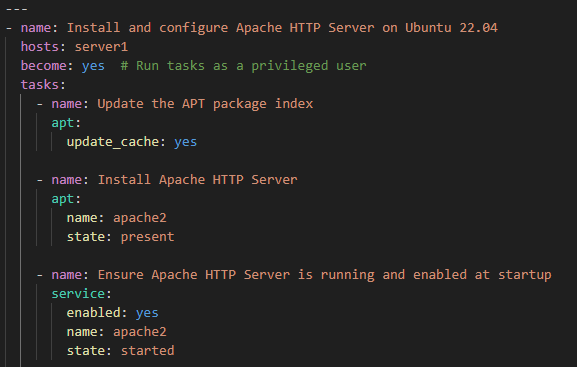 ---
- name: Install and configure Apache HTTP Server on Ubuntu 22.04
  hosts: server1
  become: yes  # Run tasks as a privileged user
  tasks:
    - name: Update the APT package index
      apt:
        update_cache: yes

    - name: Install Apache HTTP Server
      apt:
        name: apache2
        state: present

    - name: Ensure Apache HTTP Server is running and enabled at startup
      service:
        enabled: yes
        name: apache2
        state: started